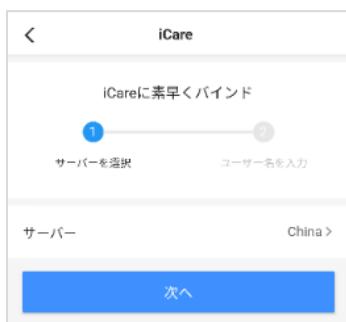 iCare
iCareに素早くバインド
1
2
サーバーを選択
ユーザー名を入力
サーバー
China >
次へ